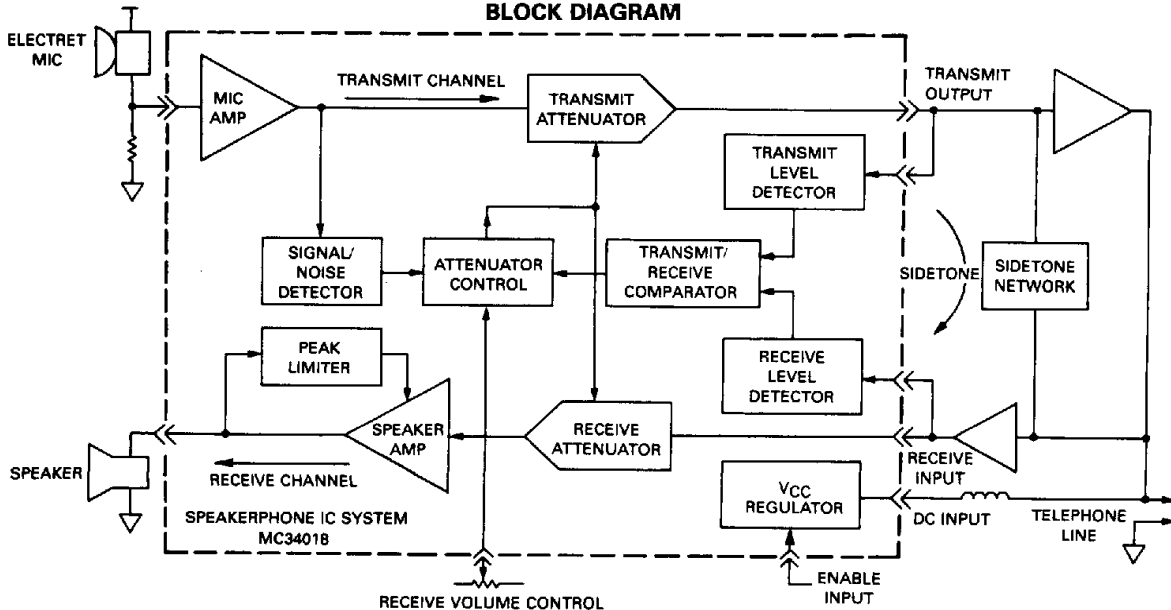 BLOCK DIAGRAM
ELECTRET
MIC
MIC
AMP
TRANSMIT CHANNEL
TRANSMIT
ATTENUATOR
TRANSMIT
OUTPUT
TRANSMIT
LEVEL
DETECTOR
SIGNAL/
NOISE
DETECTOR
ATTENUATOR
CONTROL
TRANSMIT/
RECEIVE
COMPARATOR
SIDETONE
SIDETONE
NETWORK
PEAK
LIMITER
RECEIVE
LEVEL
DETECTOR
SPEAKER
AMP
RECEIVE
ATTENUATOR
RECEIVE
INPUT
SPEAKER
RECEIVE CHANNEL
VCC
REGULATOR
DC INPUT
TELEPHONE
LINE
SPEAKERPHONE IC SYSTEM
MC34018
ENABLE
INPUT
RECEIVE VOLUME CONTROL